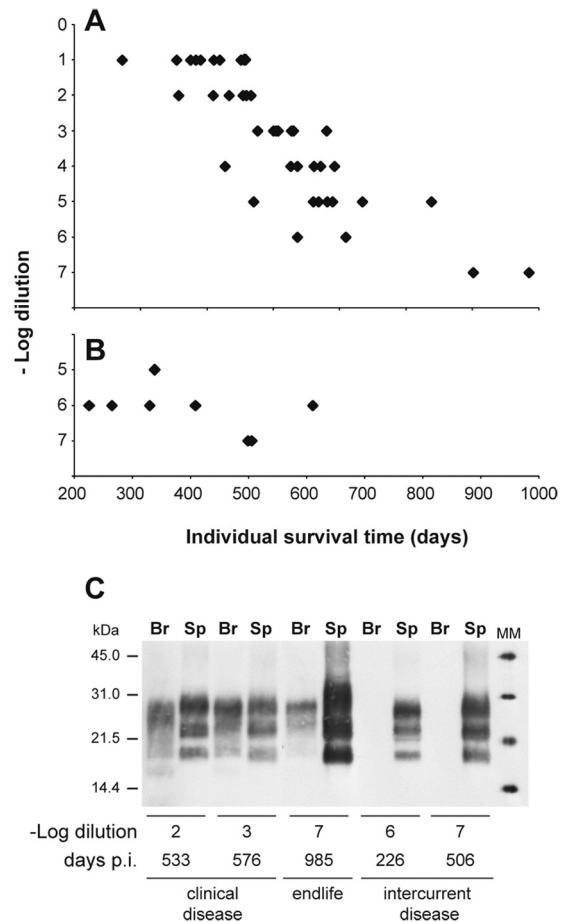 A
0
1
2
3
4
5
6
7
- Log dilution
B
5
6
7
200 300 400 500 600 700 800 900 1000
Individual survival time (days)
C
kDa Br Sp Br Sp Br Sp Br Sp Br Sp MM
45.0
31.0
21.5
14.4
-Log dilution 2 3 7 6 7
days p.i. 533 576 985 226 506
clinical disease endlife intercurrent disease